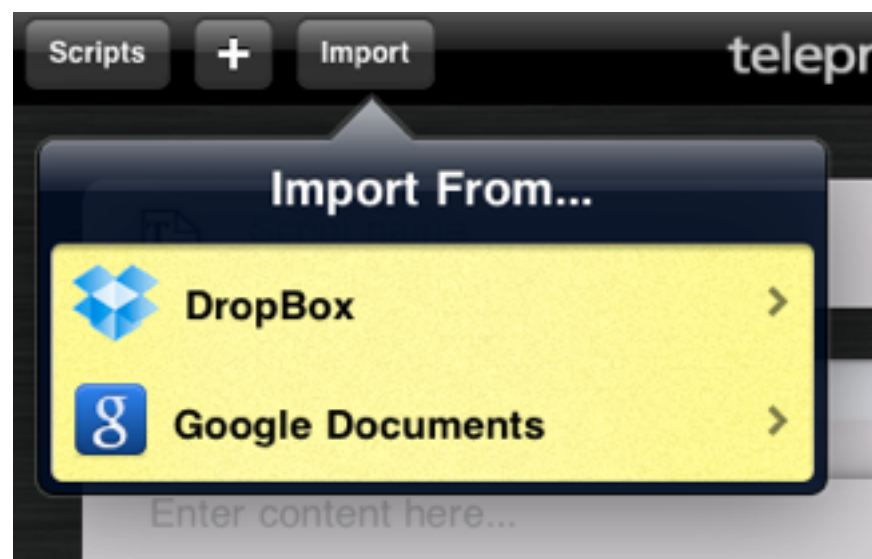 Scripts + Import telepr
Import From...
DropBox
g Google Documents
Enter content here...